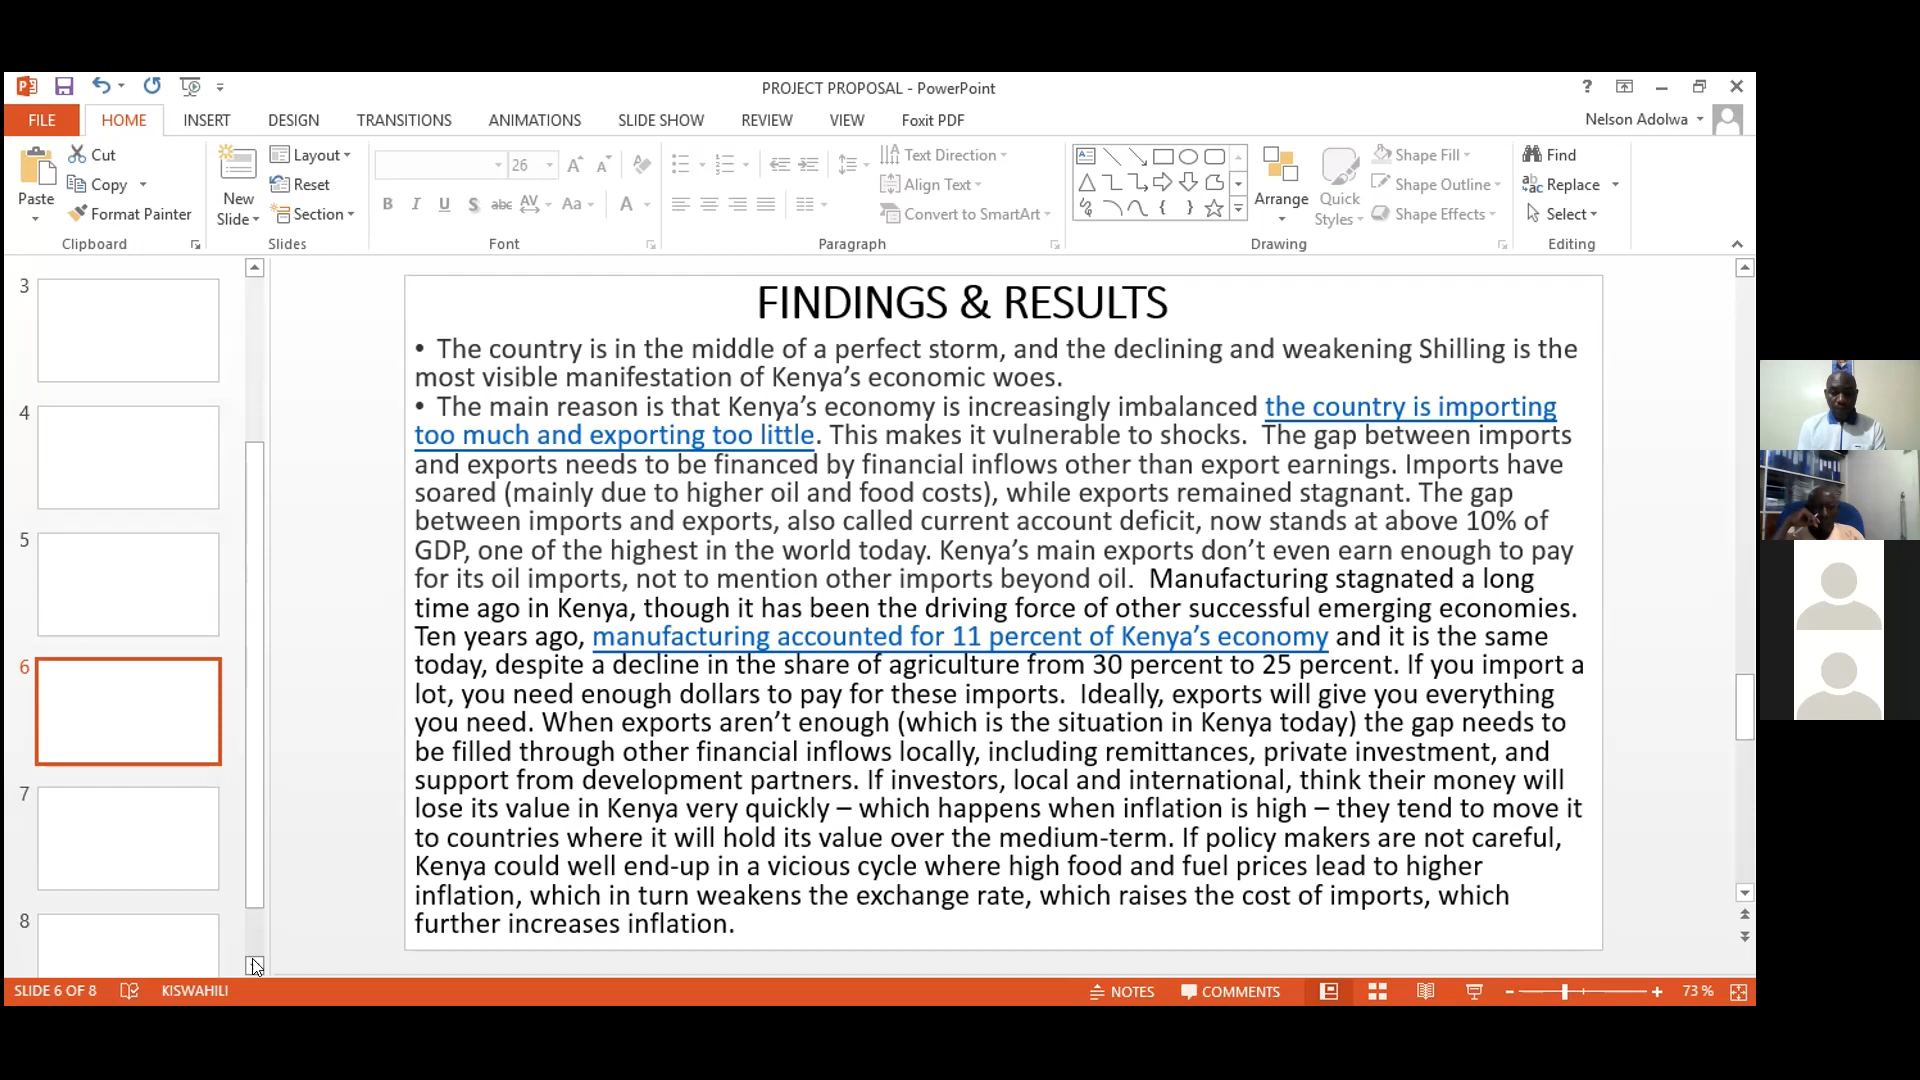 PROJECT PROPOSAL - PowerPoint
?
FILE
HOME
INSERT
DESIGN
TRANSITIONS
ANIMATIONS
SLIDE SHOW
REVIEW
VIEW
Foxit PDF
Nelson Adolwa
Paste
Cut
Copy
Format Painter
Clipboard
New
Slide
Layout
Reset
Section
Slides
26
B I U S abc AV Aa A
Font
Text Direction
Align Text
Convert to SmartArt
Paragraph
Arrange
Quick
Styles
Shape Fill
Shape Outline
Shape Effects
Drawing
Find
Replace
Select
Editing
3
4
5
6
7
8
FINDINGS & RESULTS
• The country is in the middle of a perfect storm, and the declining and weakening Shilling is the
most visible manifestation of Kenya’s economic woes.
• The main reason is that Kenya’s economy is increasingly imbalanced the country is importing
too much and exporting too little. This makes it vulnerable to shocks. The gap between imports
and exports needs to be financed by financial inflows other than export earnings. Imports have
soared (mainly due to higher oil and food costs), while exports remained stagnant. The gap
between imports and exports, also called current account deficit, now stands at above 10% of
GDP, one of the highest in the world today. Kenya’s main exports don’t even earn enough to pay
for its oil imports, not to mention other imports beyond oil. Manufacturing stagnated a long
time ago in Kenya, though it has been the driving force of other successful emerging economies.
Ten years ago, manufacturing accounted for 11 percent of Kenya’s economy and it is the same
today, despite a decline in the share of agriculture from 30 percent to 25 percent. If you import a
lot, you need enough dollars to pay for these imports. Ideally, exports will give you everything
you need. When exports aren’t enough (which is the situation in Kenya today) the gap needs to
be filled through other financial inflows locally, including remittances, private investment, and
support from development partners. If investors, local and international, think their money will
lose its value in Kenya very quickly – which happens when inflation is high – they tend to move it
to countries where it will hold its value over the medium-term. If policy makers are not careful,
Kenya could well end-up in a vicious cycle where high food and fuel prices lead to higher
inflation, which in turn weakens the exchange rate, which raises the cost of imports, which
further increases inflation.
SLIDE 6 OF 8
KISWAHILI
NOTES
COMMENTS
73 %